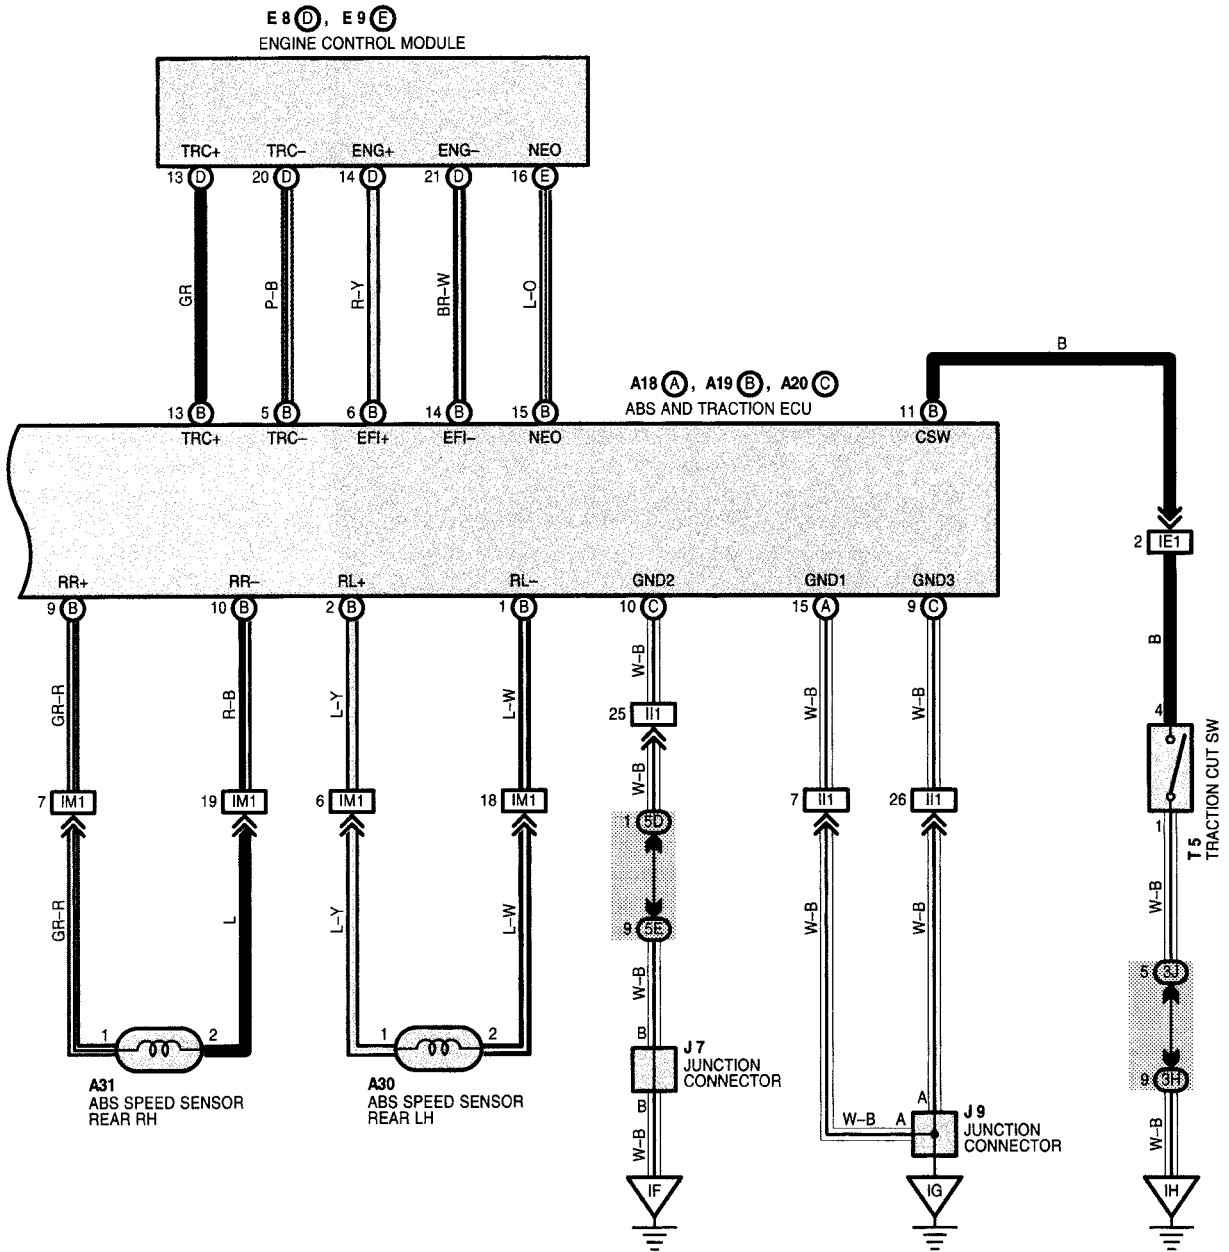 E 8 D , E 9 E
ENGINE CONTROL MODULE
TRC+ TRC– ENG+ ENG– NEO
13 D 20 D 14 D 21 D 16 E
GR P–B R–Y BR–W L–O
B
A18 A , A19 B , A20 C
ABS AND TRACTION ECU
13 B 5 B 6 B 14 B 15 B 11 B
TRC+ TRC– EFI+ EFI– NEO CSW
2 IE1
RR+ RR– RL+ RL– GND2 GND1 GND3
9 B 10 B 2 B 1 B 10 C 15 A 9 C
B
W–B
GR–R R–B L–Y L–W W–B W–B
4
25 II1
T 5
TRACTION CUT SW
W–B
7 IM1 19 IM1 6 IM1 18 IM1 7 II1 26 II1
1 5D
1
GR–R L L–Y L–W W–B W–B W–B
9 5E
5 3J
W–B
1 2 1 2 B
J 7
JUNCTION
CONNECTOR
9 3H
A31
ABS SPEED SENSOR
REAR RH
A30
ABS SPEED SENSOR
REAR LH
B
A
W–B A
J 9
JUNCTION
CONNECTOR
W–B W–B
IF IG IH